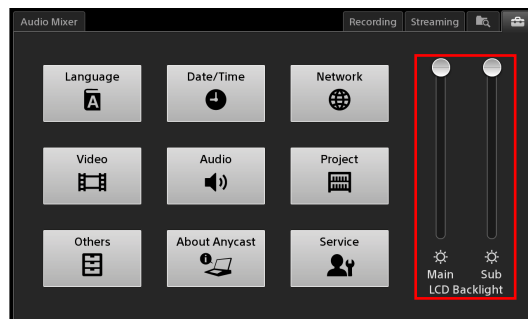 Audio Mixer Recording Streaming
Language Date/Time Network
A
Video Audio Project
Others About Anycast Service
Main Sub
LCD Backlight